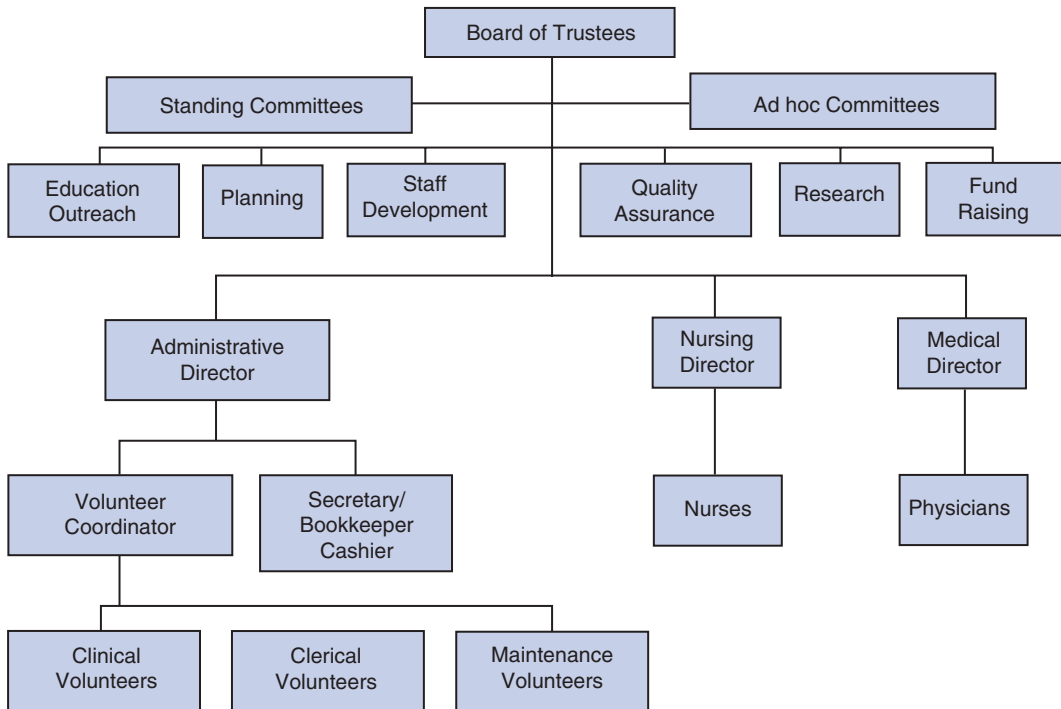 Board of Trustees
Standing Committees
Ad hoc Committees
Education
Outreach
Planning
Staff
Development
Quality
Assurance
Research
Fund
Raising
Administrative
Director
Nursing
Director
Medical
Director
Volunteer
Coordinator
Secretary/
Bookkeeper
Cashier
Nurses
Physicians
Clinical
Volunteers
Clerical
Volunteers
Maintenance
Volunteers